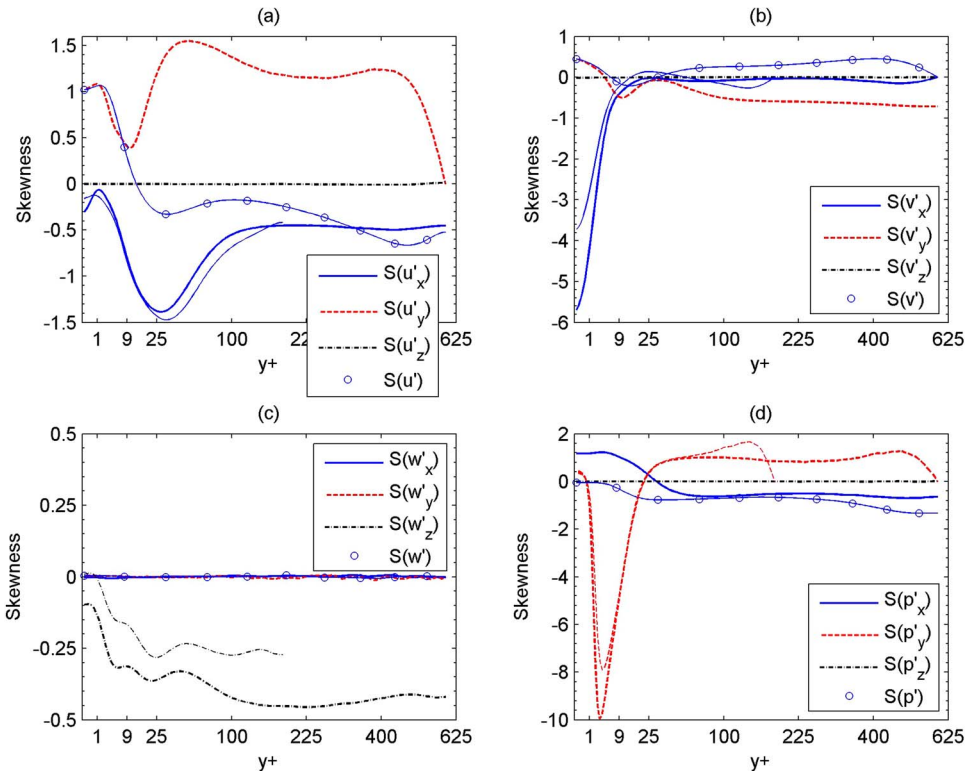 (a)
1.5
1
0.5
0
-0.5
-1
-1.5
Skewness
1 9 25 100 22 625
y+
S(u'x)
S(u'y)
S(u'z)
S(u')
(b)
1
0
-1
-2
-3
-4
-5
-6
Skewness
1 9 25 100 225 400 625
y+
S(v'x)
S(v'y)
S(v'z)
S(v')
(c)
0.5
0.25
0
-0.25
-0.5
Skewness
1 9 25 100 225 400 625
y+
S(w'x)
S(w'y)
S(w'z)
S(w')
(d)
2
0
-2
-4
-6
-8
-10
Skewness
1 9 25 100 225 400 625
y+
S(p'x)
S(p'y)
S(p'z)
S(p')